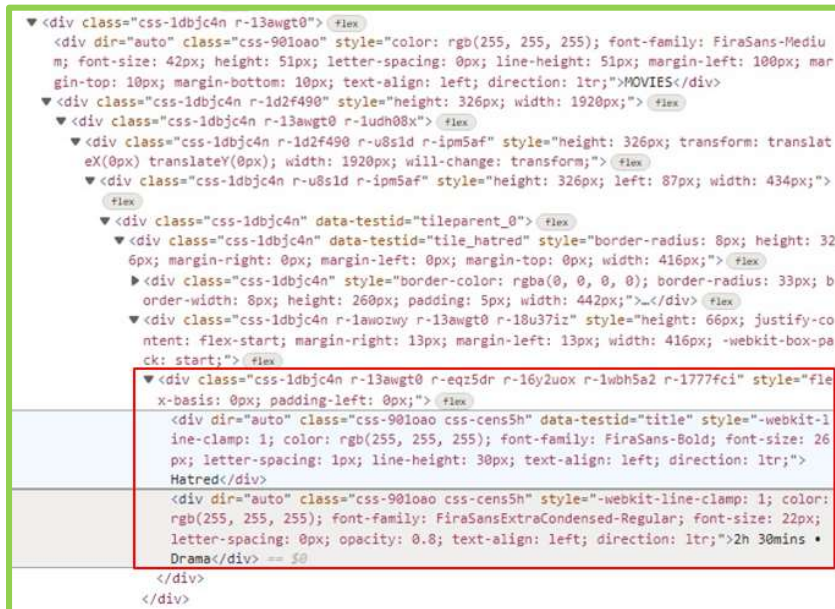 ▼<div class="css-1dbjc4n r-13awgt0"> flex
<div dir="auto" class="css-901oao" style="color: rgb(255, 255, 255); font-family: FiraSans-Mediu
m; font-size: 42px; height: 51px; letter-spacing: 0px; line-height: 51px; margin-left: 100px; mar
gin-top: 10px; margin-bottom: 10px; text-align: left; direction: ltr;">MOVIES</div>
▼<div class="css-1dbjc4n r-1d2f490" style="height: 326px; width: 1920px;"> flex
▼<div class="css-1dbjc4n r-13awgt0 r-1udh08x"> flex
▼<div class="css-1dbjc4n r-1d2f490 r-u8s1d r-ipm5af" style="height: 326px; transform: translat
eX(0px) translateY(0px); width: 1920px; will-change: transform;"> flex
▼<div class="css-1dbjc4n r-u8s1d r-ipm5af" style="height: 326px; left: 87px; width: 434px;">
flex
▼<div class="css-1dbjc4n" data-testid="tileparent_0"> flex
▼<div class="css-1dbjc4n" data-testid="tile_hatred" style="border-radius: 8px; height: 32
6px; margin-right: 0px; margin-left: 0px; margin-top: 0px; width: 416px;"> flex
▶<div class="css-1dbjc4n" style="border-color: rgba(0, 0, 0, 0); border-radius: 33px; b
order-width: 8px; height: 260px; padding: 5px; width: 442px;">…</div> flex
▼<div class="css-1dbjc4n r-1awozwy r-13awgt0 r-18u37iz" style="height: 66px; justify-co
ntent: flex-start; margin-right: 13px; margin-left: 13px; width: 416px; -webkit-box-pa
ck: start;"> flex
▼<div class="css-1dbjc4n r-13awgt0 r-eqz5dr r-16y2uox r-1wbh5a2 r-1777fci" style="fle
x-basis: 0px; padding-left: 0px;"> flex
<div dir="auto" class="css-901oao css-cens5h" data-testid="title" style="-webkit-l
ine-clamp: 1; color: rgb(255, 255, 255); font-family: FiraSans-Bold; font-size: 26
px; letter-spacing: 1px; line-height: 30px; text-align: left; direction: ltr;">
Hatred</div>
<div dir="auto" class="css-901oao css-cens5h" style="-webkit-line-clamp: 1; color:
rgb(255, 255, 255); font-family: FiraSansExtraCondensed-Regular; font-size: 22px;
letter-spacing: 0px; opacity: 0.8; text-align: left; direction: ltr;">2h 30mins •
Drama</div> == $0
</div>
</div>